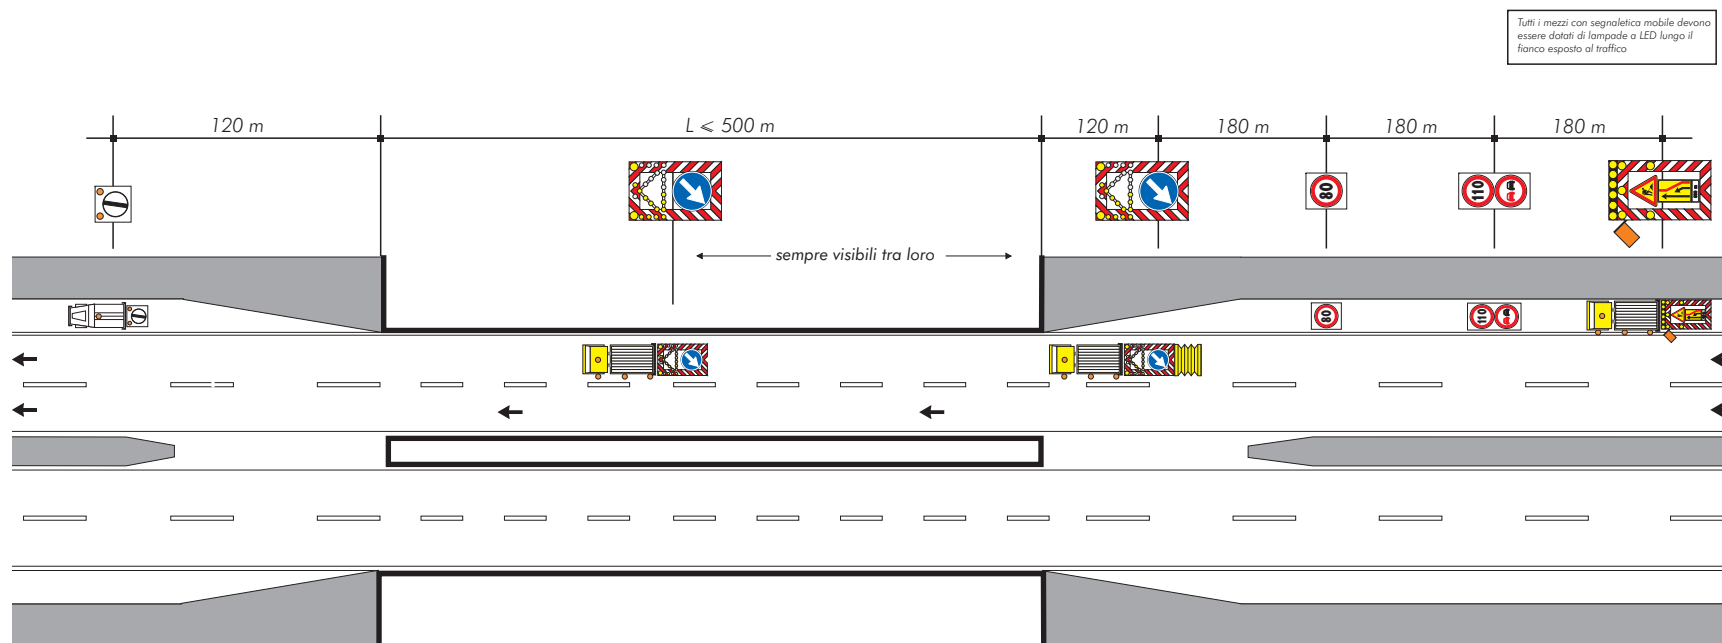 Tutti i mezzi con segnaletica mobile devono
essere dotati di lampade a LED lungo il
fianco esposto al traffico
120 m
L ⩽ 500 m
120 m
180 m
180 m
180 m
80
110
sempre visibili tra loro
80
110